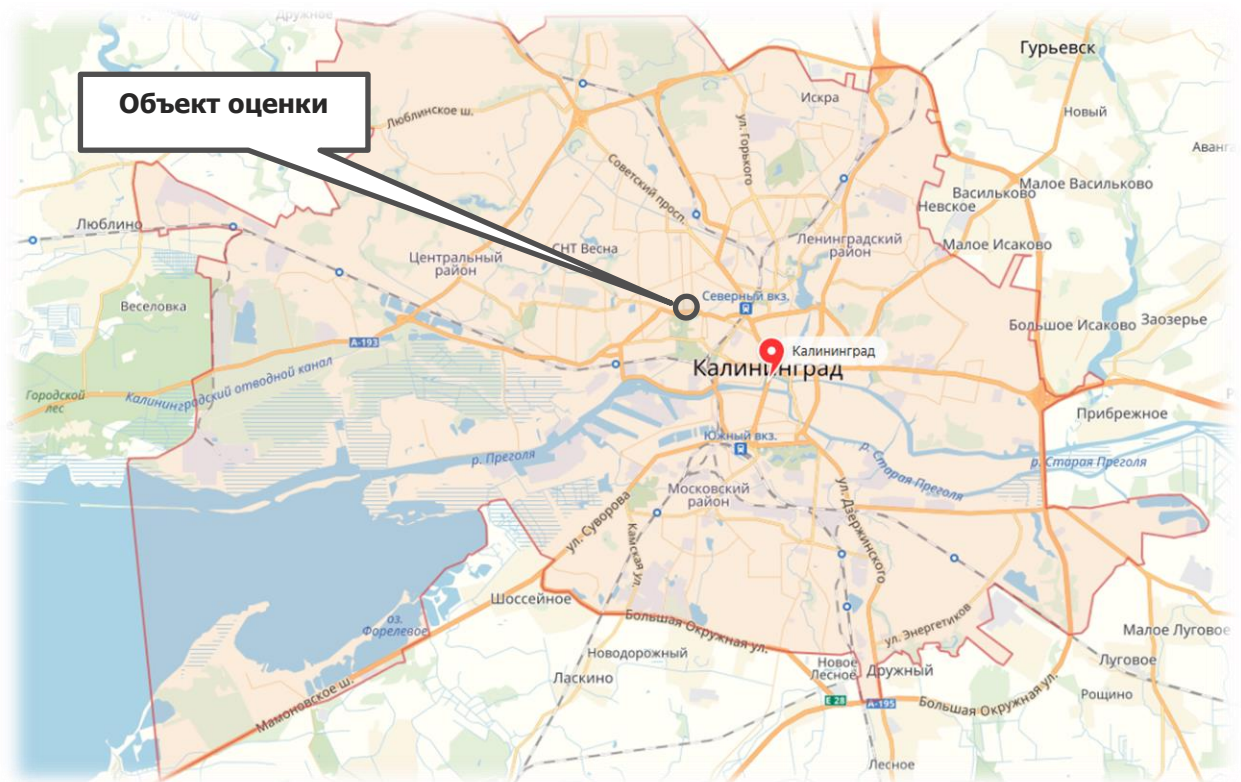 Дружное
Гурьевск
Объект оценки
Искра
Новый
Люблинское ш.
ул. Горького
Советский просп.
Васильково
Малое Васильково
Невское
Люблино
СНТ Весна
Ленинградский
район
Малое Исаково
Центральный
район
Веселовка
Северный вкз.
Большое Исаково
Заозерье
А-193
Калининград
Калининград
Калининградский отводной канал
Городской
лес
Прибрежное
Южный вкз.
р. Преголя
р. Старая Преголя
р. Старая Преголя
Московский
район
ул. Суворова
Камская ул.
ул. Дзержинского
Шоссейное
оз.
Форелевое
Большая Окружная ул.
ул. Энергетиков
Малое Луговое
Новодорожный
Ласкино
Новое
Лесное
Дружный
Луговое
Рощино
Мамоновское ш.
Е 28
А-195
Большая Окружная ул.
Лесное